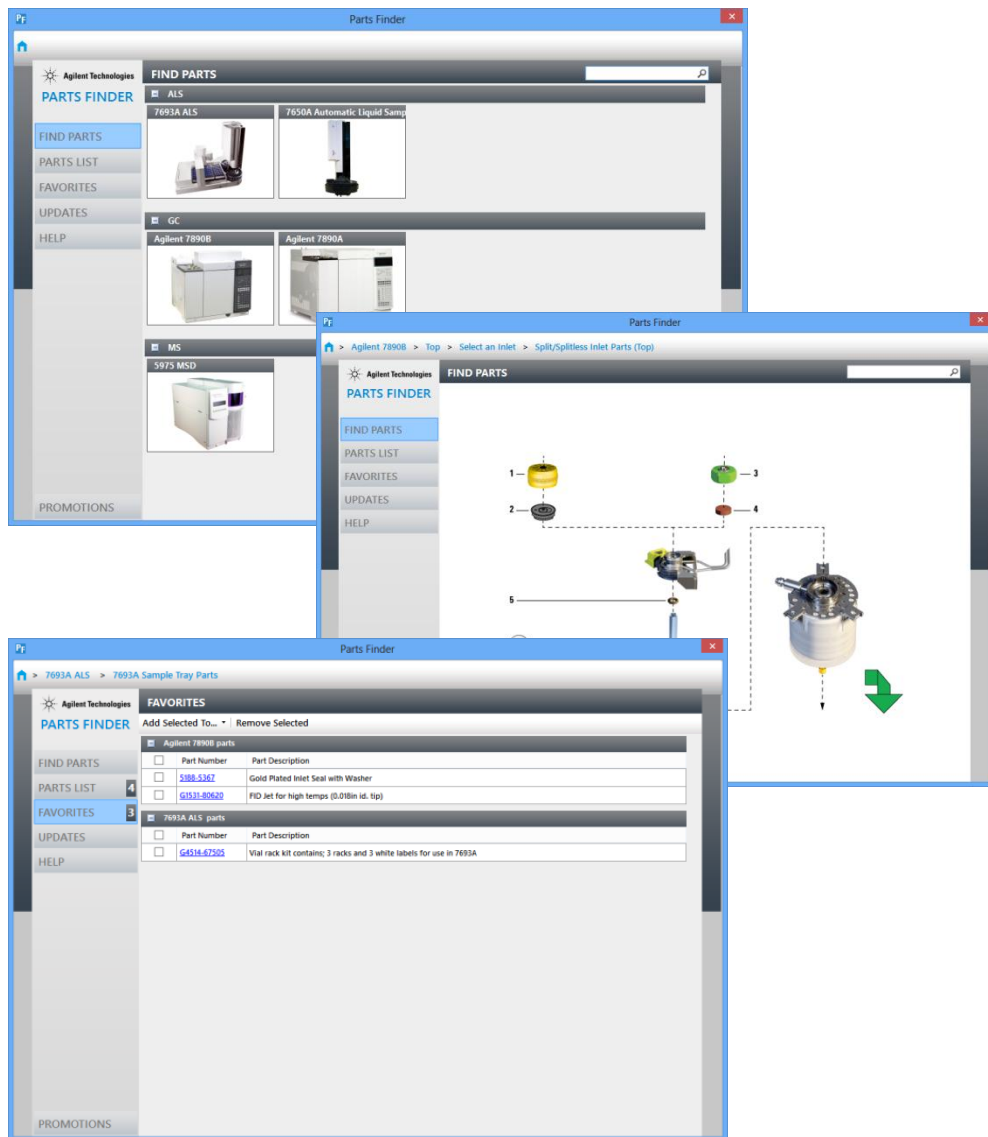 Parts Finder
Agilent Technologies
PARTS FINDER
FIND PARTS
PARTS LIST
FAVORITES
UPDATES
HELP
PROMOTIONS
FIND PARTS
ALS
7693A ALS
7650A Automatic Liquid Samp
GC
Agilent 7890B
Agilent 7890A
MS
5975 MSD
Parts Finder
> Agilent 7890B > Top > Select an Inlet > Split/Splitless Inlet Parts (Top)
Agilent Technologies
PARTS FINDER
FIND PARTS
PARTS LIST
FAVORITES
UPDATES
HELP
FIND PARTS
1
2
3
4
5
Parts Finder
> 7693A ALS > 7693A Sample Tray Parts
Agilent Technologies
PARTS FINDER
FIND PARTS
PARTS LIST 4
FAVORITES 3
UPDATES
HELP
PROMOTIONS
FAVORITES
Add Selected To... Remove Selected
Agilent 7890B parts
Part Number Part Description
5188-5367 Gold Plated Inlet Seal with Washer
G1531-80620 FID Jet for high temps (0.018in id. tip)
7693A ALS parts
Part Number Part Description
G4514-67505 Vial rack kit contains; 3 racks and 3 white labels for use in 7693A